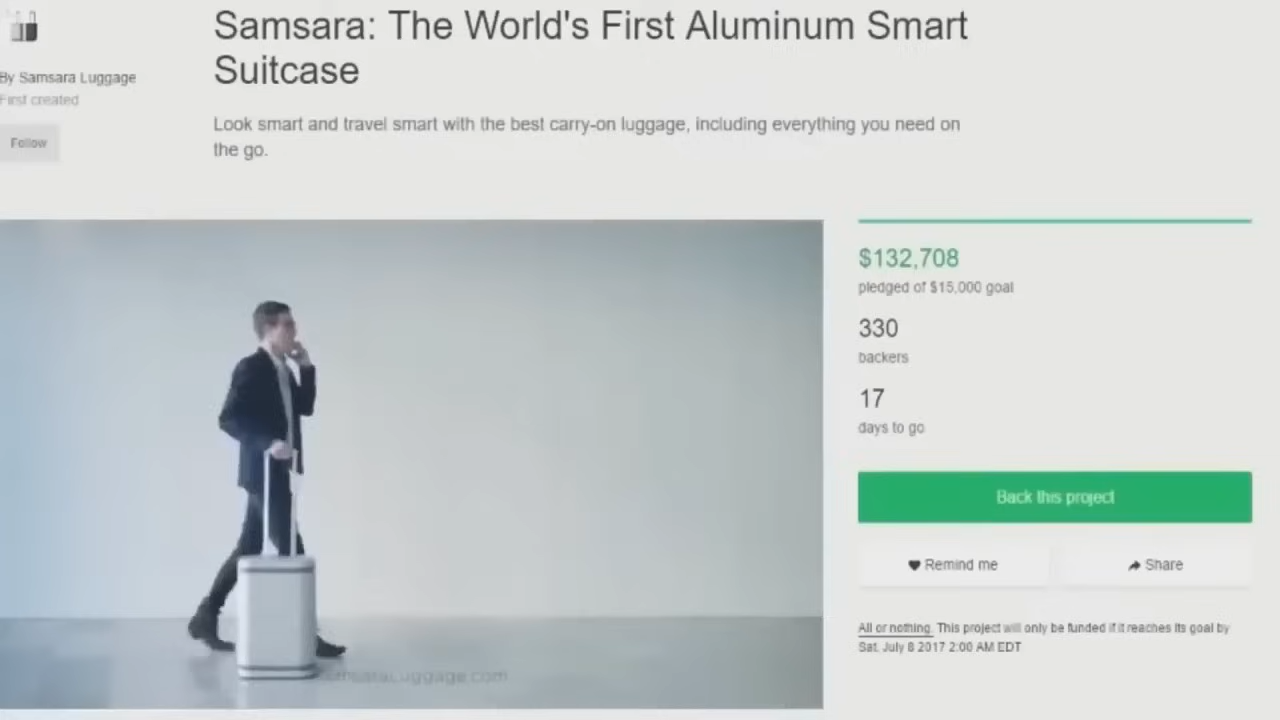 Samsara: The World's First Aluminum Smart
Suitcase
By Samsara Luggage
First created
Follow
Look smart and travel smart with the best carry-on luggage, including everything you need on
the go.
$132,708
pledged of $15,000 goal
330
backers
17
days to go
Back this project
Remind me
Share
All or nothing. This project will only be funded if it reaches its goal by
Sat, July 8 2017 2:00 AM EDT